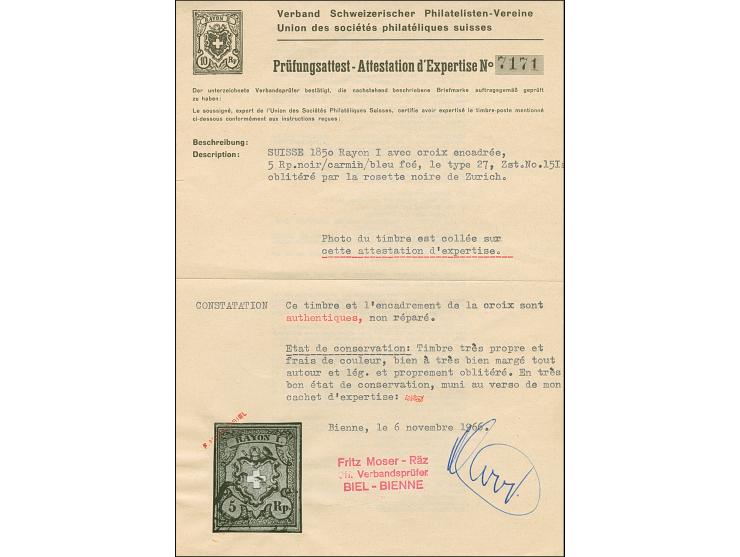 RAYON I.
10 Rp.
Verband Schweizerischer Philatelisten-Vereine
Union des sociétés philatéliques suisses
Prüfungsattest - Attestation d'Expertise No 7171
Der unterzeichnete Verbandsprüfer bestätigt, die nachstehend beschriebene Briefmarke auftragsgemäß geprüft
zu haben:
Le soussigné, expert de l'Union des Sociétés Philatéliques Suisses, certifie avoir expertisé le timbre-poste mentionné
ci-dessous conformément aux instructions reçues:
Beschreibung:
Description:
SUISSE 1850 Rayon I avec croix encadrée,
5 Rp.noir/carmin/bleu fcé, le type 27, Zst.No.15I
oblitéré par la rosette noire de Zurich.
Photo du timbre est collée sur
cette attestation d'expertise.
CONSTATATION
Ce timbre et l'encadrement de la croix sont
authentiques, non réparé.
Etat de conservation: Timbre très propre et
frais de couleur, bien à très bien margé tout
autour et lég. et proprement oblitéré. En très
bon état de conservation, muni au verso de mon
cachet d'expertise:
Bienne, le 6 novembre 1966.
RAYON I.
5 Rp.
Fritz Moser - Räz
Ph. Verbandsprüfer
BIEL - BIENNE